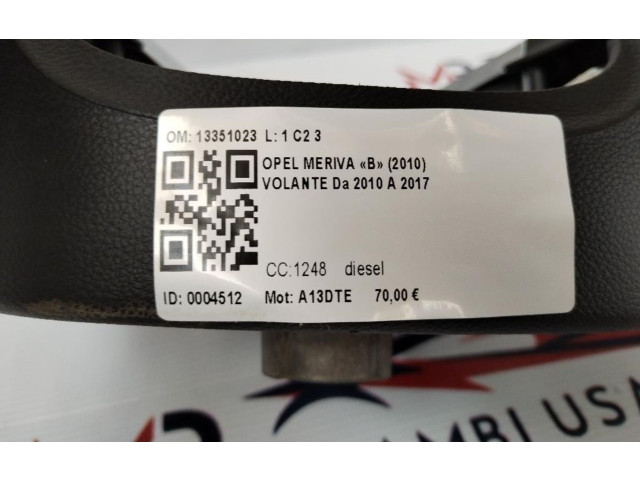 OM: 13351023 L: 1 C2 3
OPEL MERIVA «B» (2010)
VOLANTE Da 2010 A 2017
CC:1248 diesel
ID: 0004512 Mot: A13DTE 70,00 €